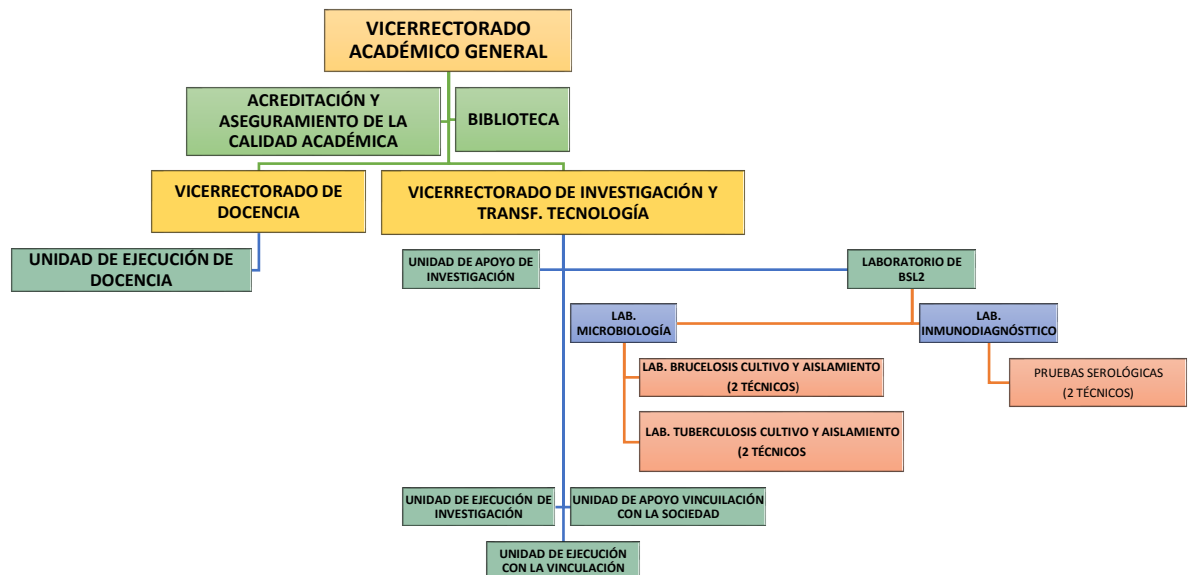 VICERRECTORADO
ACADÉMICO GENERAL
ACREDITACIÓN Y
ASEGURAMIENTO DE LA
CALIDAD ACADÉMICA
BIBLIOTECA
VICERRECTORADO DE
DOCENCIA
VICERRECTORADO DE INVESTIGACIÓN Y
TRANSF. TECNOLOGÍA
UNIDAD DE EJECUCIÓN DE
DOCENCIA
UNIDAD DE APOYO DE
INVESTIGACIÓN
LABORATORIO DE
BSL2
LAB.
MICROBIOLOGÍA
LAB.
INMUNODIAGNÓSTTICO
LAB. BRUCELOSIS CULTIVO Y AISLAMIENTO
(2 TÉCNICOS)
PRUEBAS SEROLÓGICAS
(2 TÉCNICOS)
LAB. TUBERCULOSIS CULTIVO Y AISLAMIENTO
(2 TÉCNICOS
UNIDAD DE EJECUCIÓN DE
INVESTIGACIÓN
UNIDAD DE APOYO VINCULACIÓN
CON LA SOCIEDAD
UNIDAD DE EJECUCIÓN
CON LA VINCULACIÓN